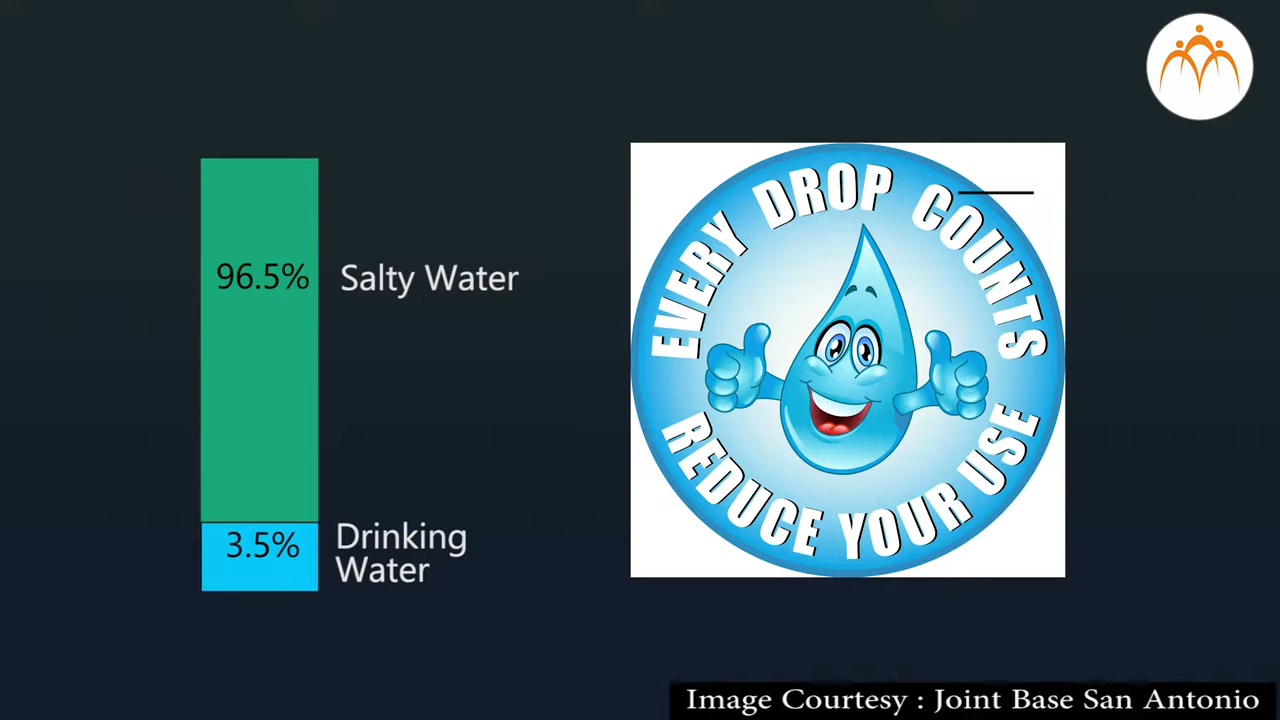 96.5%
Salty Water
3.5%
Drinking
Water
EVERY DROP COUNTS
REDUCE YOUR USE
Image Courtesy : Joint Base San Antonio